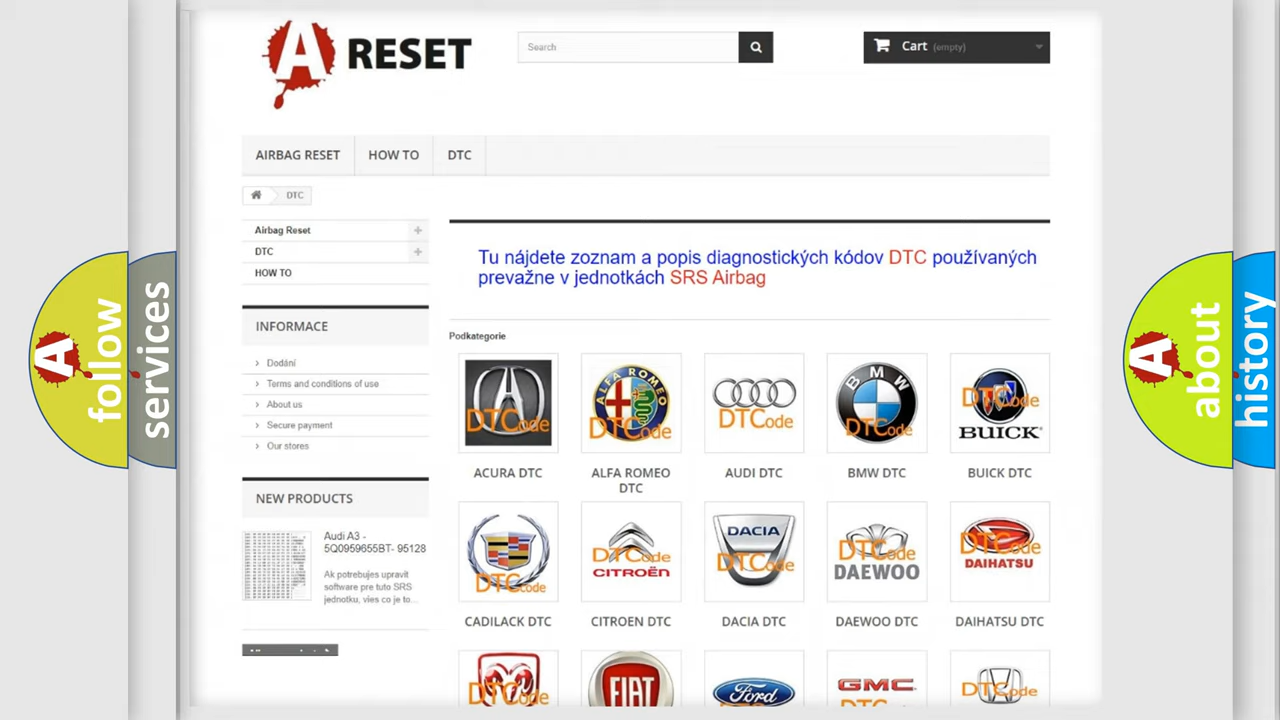 A RESET
Search
Cart (empty)
AIRBAG RESET
HOW TO
DTC
DTC
Airbag Reset
DTC
HOW TO
Tu nájdete zoznam a popis diagnostických kódov DTC používaných
prevažne v jednotkách SRS Airbag
INFORMACE
Dodání
Terms and conditions of use
About us
Secure payment
Our stores
NEW PRODUCTS
Audi A3 -
5Q0959655BT- 95128
Ak potrebujes upravit
software pre tuto SRS
jednotku, vies co je to...
Podkategorie
DTCode
ALFA ROMEO
DTCode
DTCode
BMW
DTCode
DTCode
BUICK
ACURA DTC
ALFA ROMEO
DTC
AUDI DTC
BMW DTC
BUICK DTC
DTCode
DTCode
CITROËN
DACIA
DTCode
DTCode
DAEWOO
DTCode
DAIHATSU
CADILACK DTC
CITROEN DTC
DACIA DTC
DAEWOO DTC
DAIHATSU DTC
DTCode
FIAT
Ford
GMC
DTCode
A follow
services
A about
history